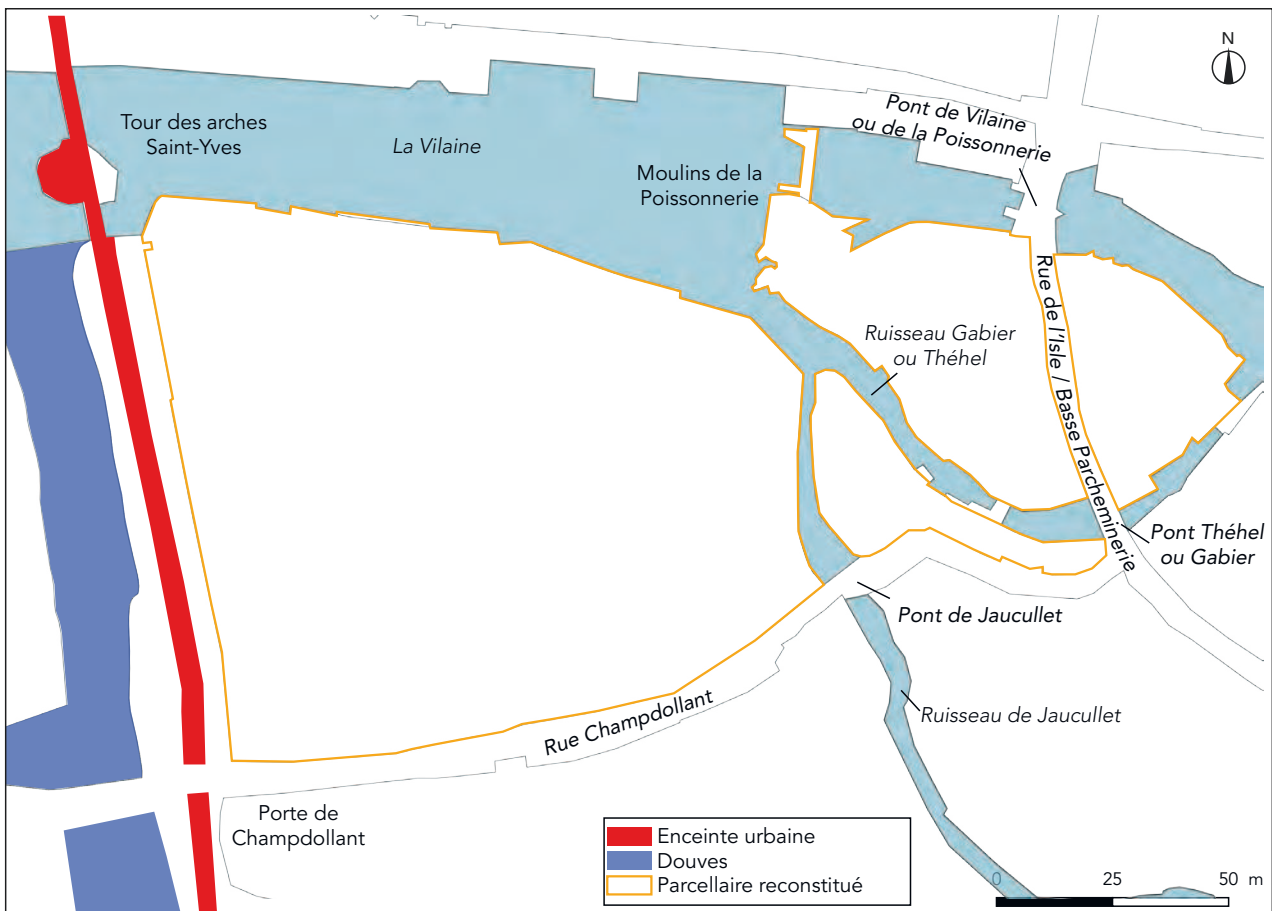 N
Tour des arches
Saint-Yves
La Vilaine
Pont de Vilaine
ou de la Poissonnerie
Moulins de la
Poissonnerie
Rue de l'Isle / Basse Parcheminerie
Ruisseau Gabier
ou Théhel
Pont Théhel
ou Gabier
Pont de Jaucullet
Ruisseau de Jaucullet
Rue Champdollant
Porte de
Champdollant
Enceinte urbaine
Douves
Parcellaire reconstitué
0 25 50 m